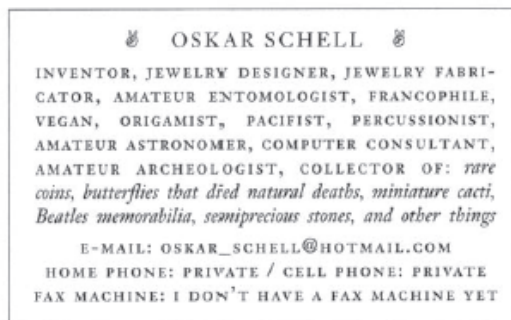 OSKAR SCHELL
INVENTOR, JEWELRY DESIGNER, JEWELRY FABRI-
CATOR, AMATEUR ENTOMOLOGIST, FRANCOPHILE,
VEGAN, ORIGAMIST, PACIFIST, PERCUSSIONIST,
AMATEUR ASTRONOMER, COMPUTER CONSULTANT,
AMATEUR ARCHEOLOGIST, COLLECTOR OF: rare
coins, butterflies that died natural deaths, miniature cacti,
Beatles memorabilia, semiprecious stones, and other things
E-MAIL: OSKAR_SCHELL@HOTMAIL.COM
HOME PHONE: PRIVATE / CELL PHONE: PRIVATE
FAX MACHINE: I DON'T HAVE A FAX MACHINE YET